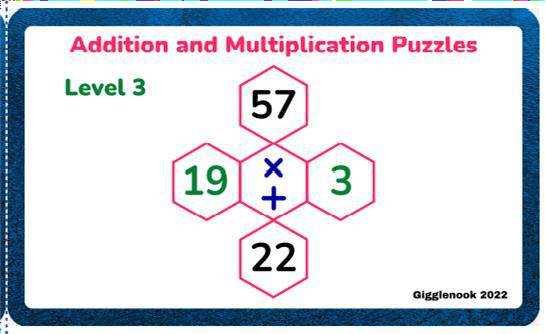 Addition and Multiplication Puzzles
Level 3
57
19 × 3
+
22
Gigglenook 2022